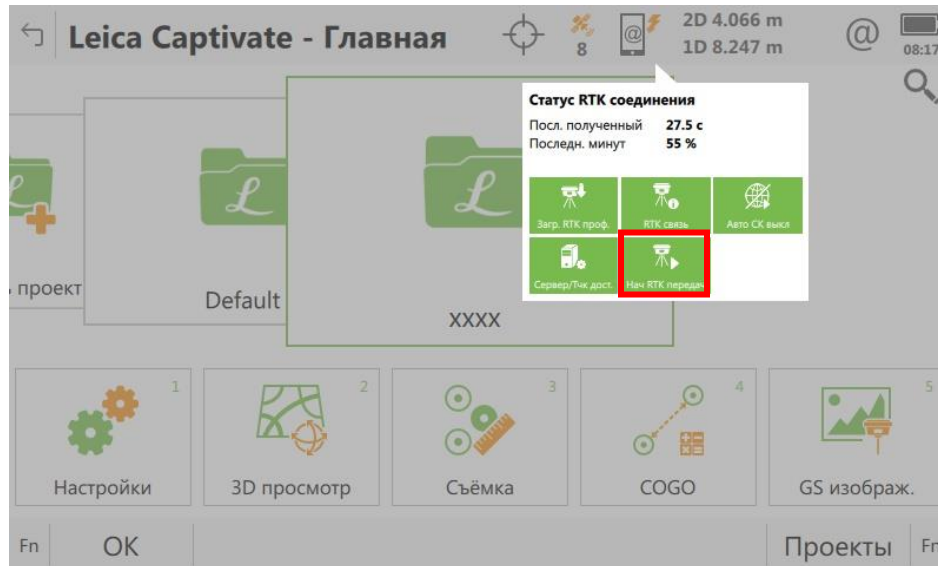 Leica Captivate - Главная
8
@
2D 4.066 m
1D 8.247 m
@
08:17
Статус RTK соединения
Посл. полученный 27.5 с
Последн. минут 55 %
Загр. RTK проф.
RTK связь
Авто СК выкл
Сервер/Тчк дост.
Нач RTK передач
проект
Default
xxxx
1
Настройки
2
3D просмотр
3
Съёмка
4
COGO
5
GS изображ.
Fn
OK
Проекты
Fn